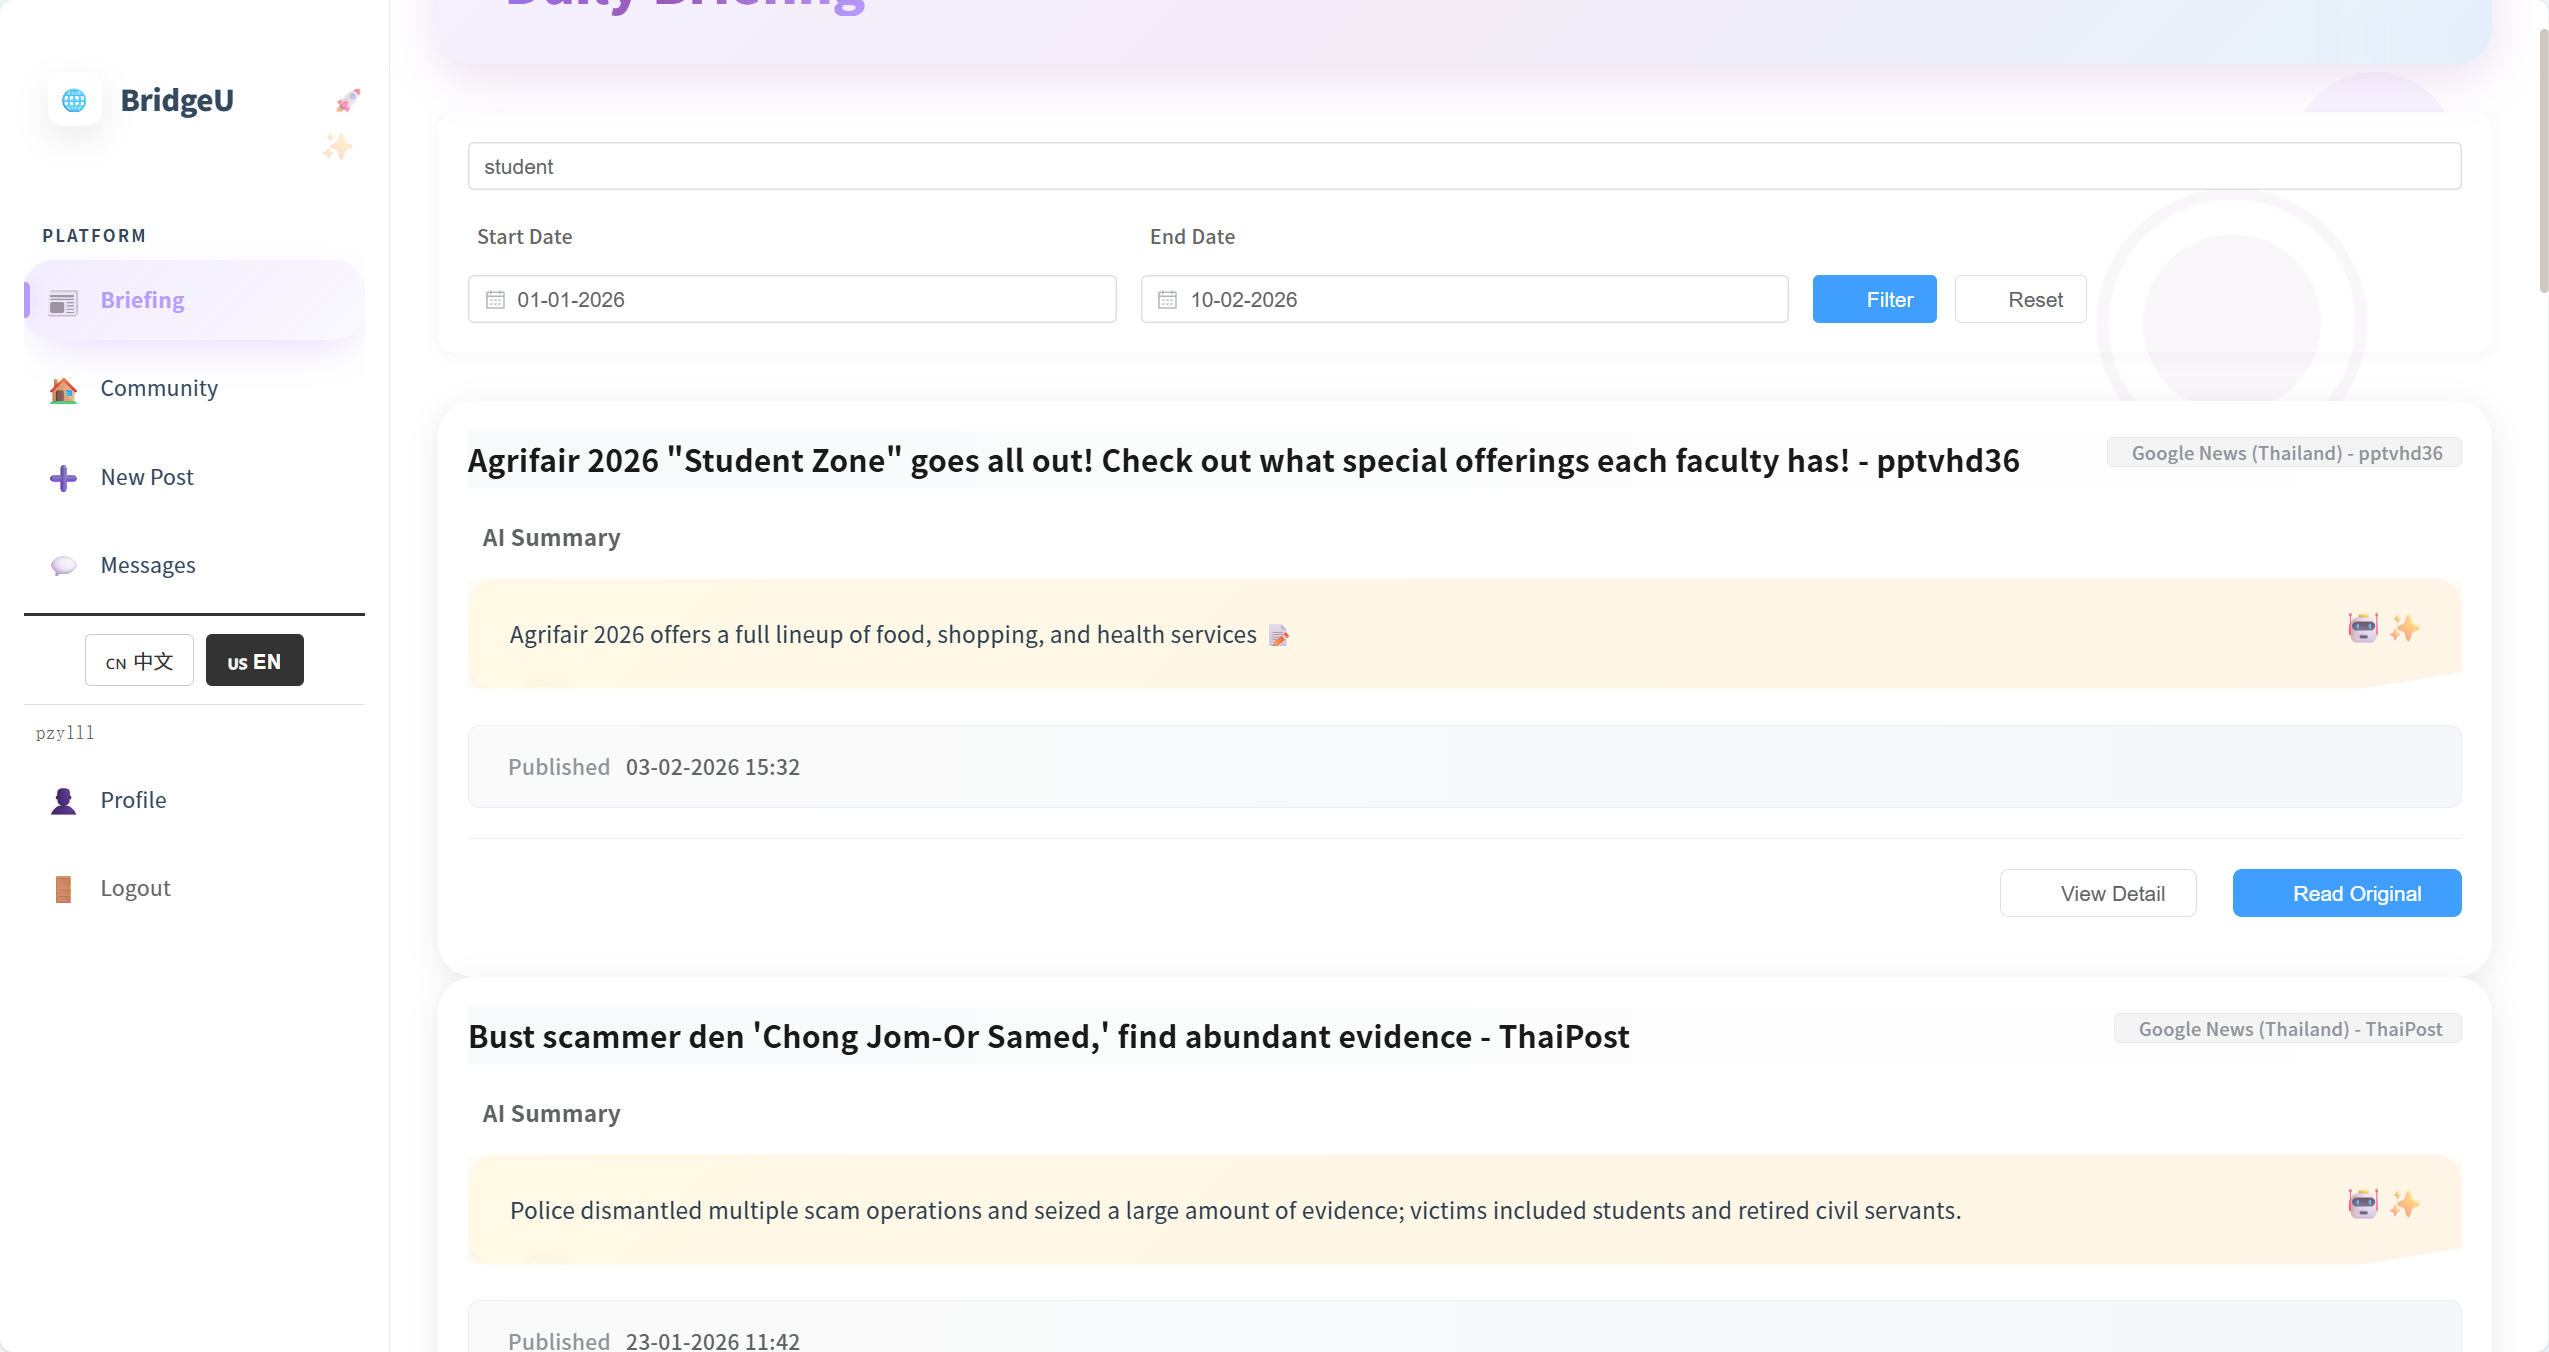 Daily Briefing
BridgeU
PLATFORM
Briefing
Community
New Post
Messages
CN 中文
US EN
pzylll
Profile
Logout
student
Start Date
End Date
01-01-2026
10-02-2026
Filter
Reset
Agrifair 2026 "Student Zone" goes all out! Check out what special offerings each faculty has! - pptvhd36
Google News (Thailand) - pptvhd36
AI Summary
Agrifair 2026 offers a full lineup of food, shopping, and health services
Published 03-02-2026 15:32
View Detail
Read Original
Bust scammer den 'Chong Jom-Or Samed,' find abundant evidence - ThaiPost
Google News (Thailand) - ThaiPost
AI Summary
Police dismantled multiple scam operations and seized a large amount of evidence; victims included students and retired civil servants.
Published 23-01-2026 11:42